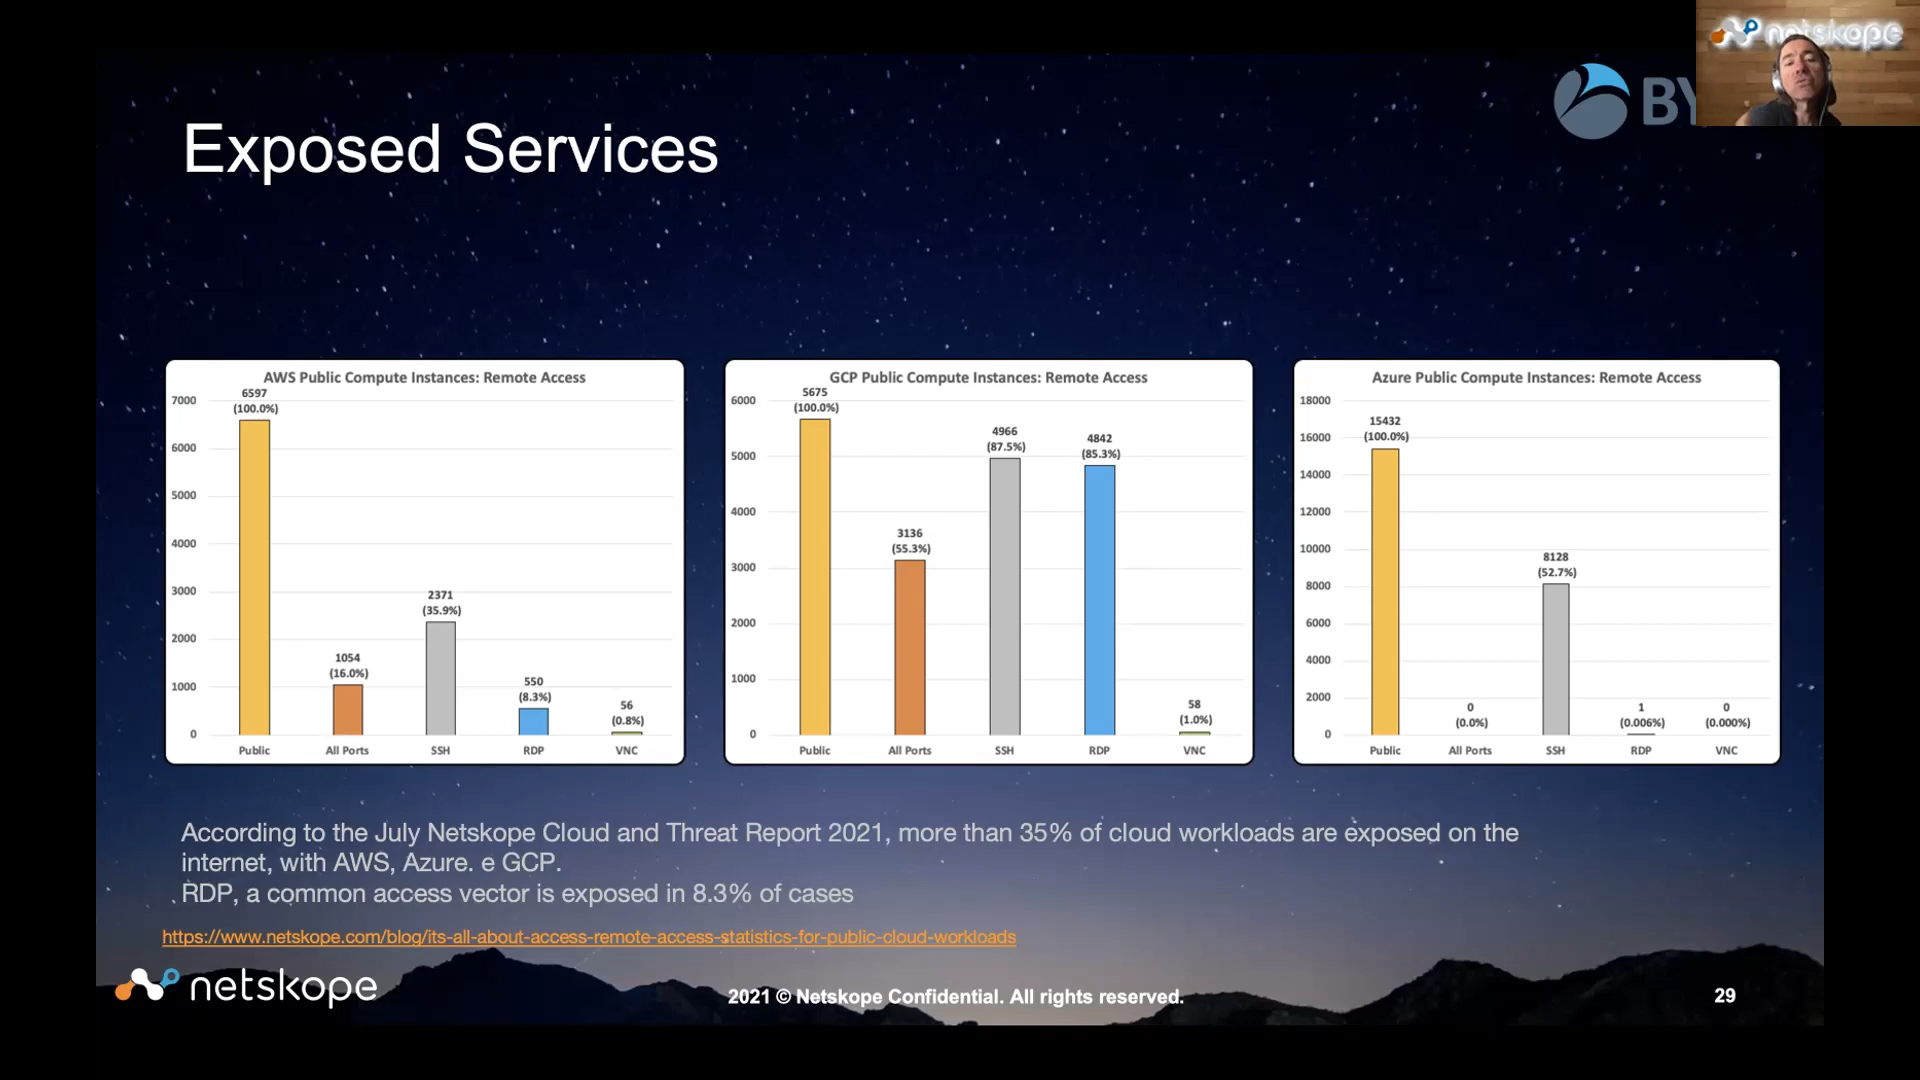 netskope
BY
Exposed Services
AWS Public Compute Instances: Remote Access
7000
6000
5000
4000
3000
2000
1000
0
6597
(100.0%)
1054
(16.0%)
2371
(35.9%)
550
(8.3%)
56
(0.8%)
Public
All Ports
SSH
RDP
VNC
GCP Public Compute Instances: Remote Access
6000
5000
4000
3000
2000
1000
0
5675
(100.0%)
3136
(55.3%)
4966
(87.5%)
4842
(85.3%)
58
(1.0%)
Public
All Ports
SSH
RDP
VNC
Azure Public Compute Instances: Remote Access
18000
16000
14000
12000
10000
8000
6000
4000
2000
0
15432
(100.0%)
0
(0.0%)
8128
(52.7%)
1
(0.006%)
0
(0.000%)
Public
All Ports
SSH
RDP
VNC
According to the July Netskope Cloud and Threat Report 2021, more than 35% of cloud workloads are exposed on the
internet, with AWS, Azure. e GCP.
. RDP, a common access vector is exposed in 8.3% of cases
https://www.netskope.com/blog/its-all-about-access-remote-access-statistics-for-public-cloud-workloads
netskope
2021 © Netskope Confidential. All rights reserved.
29